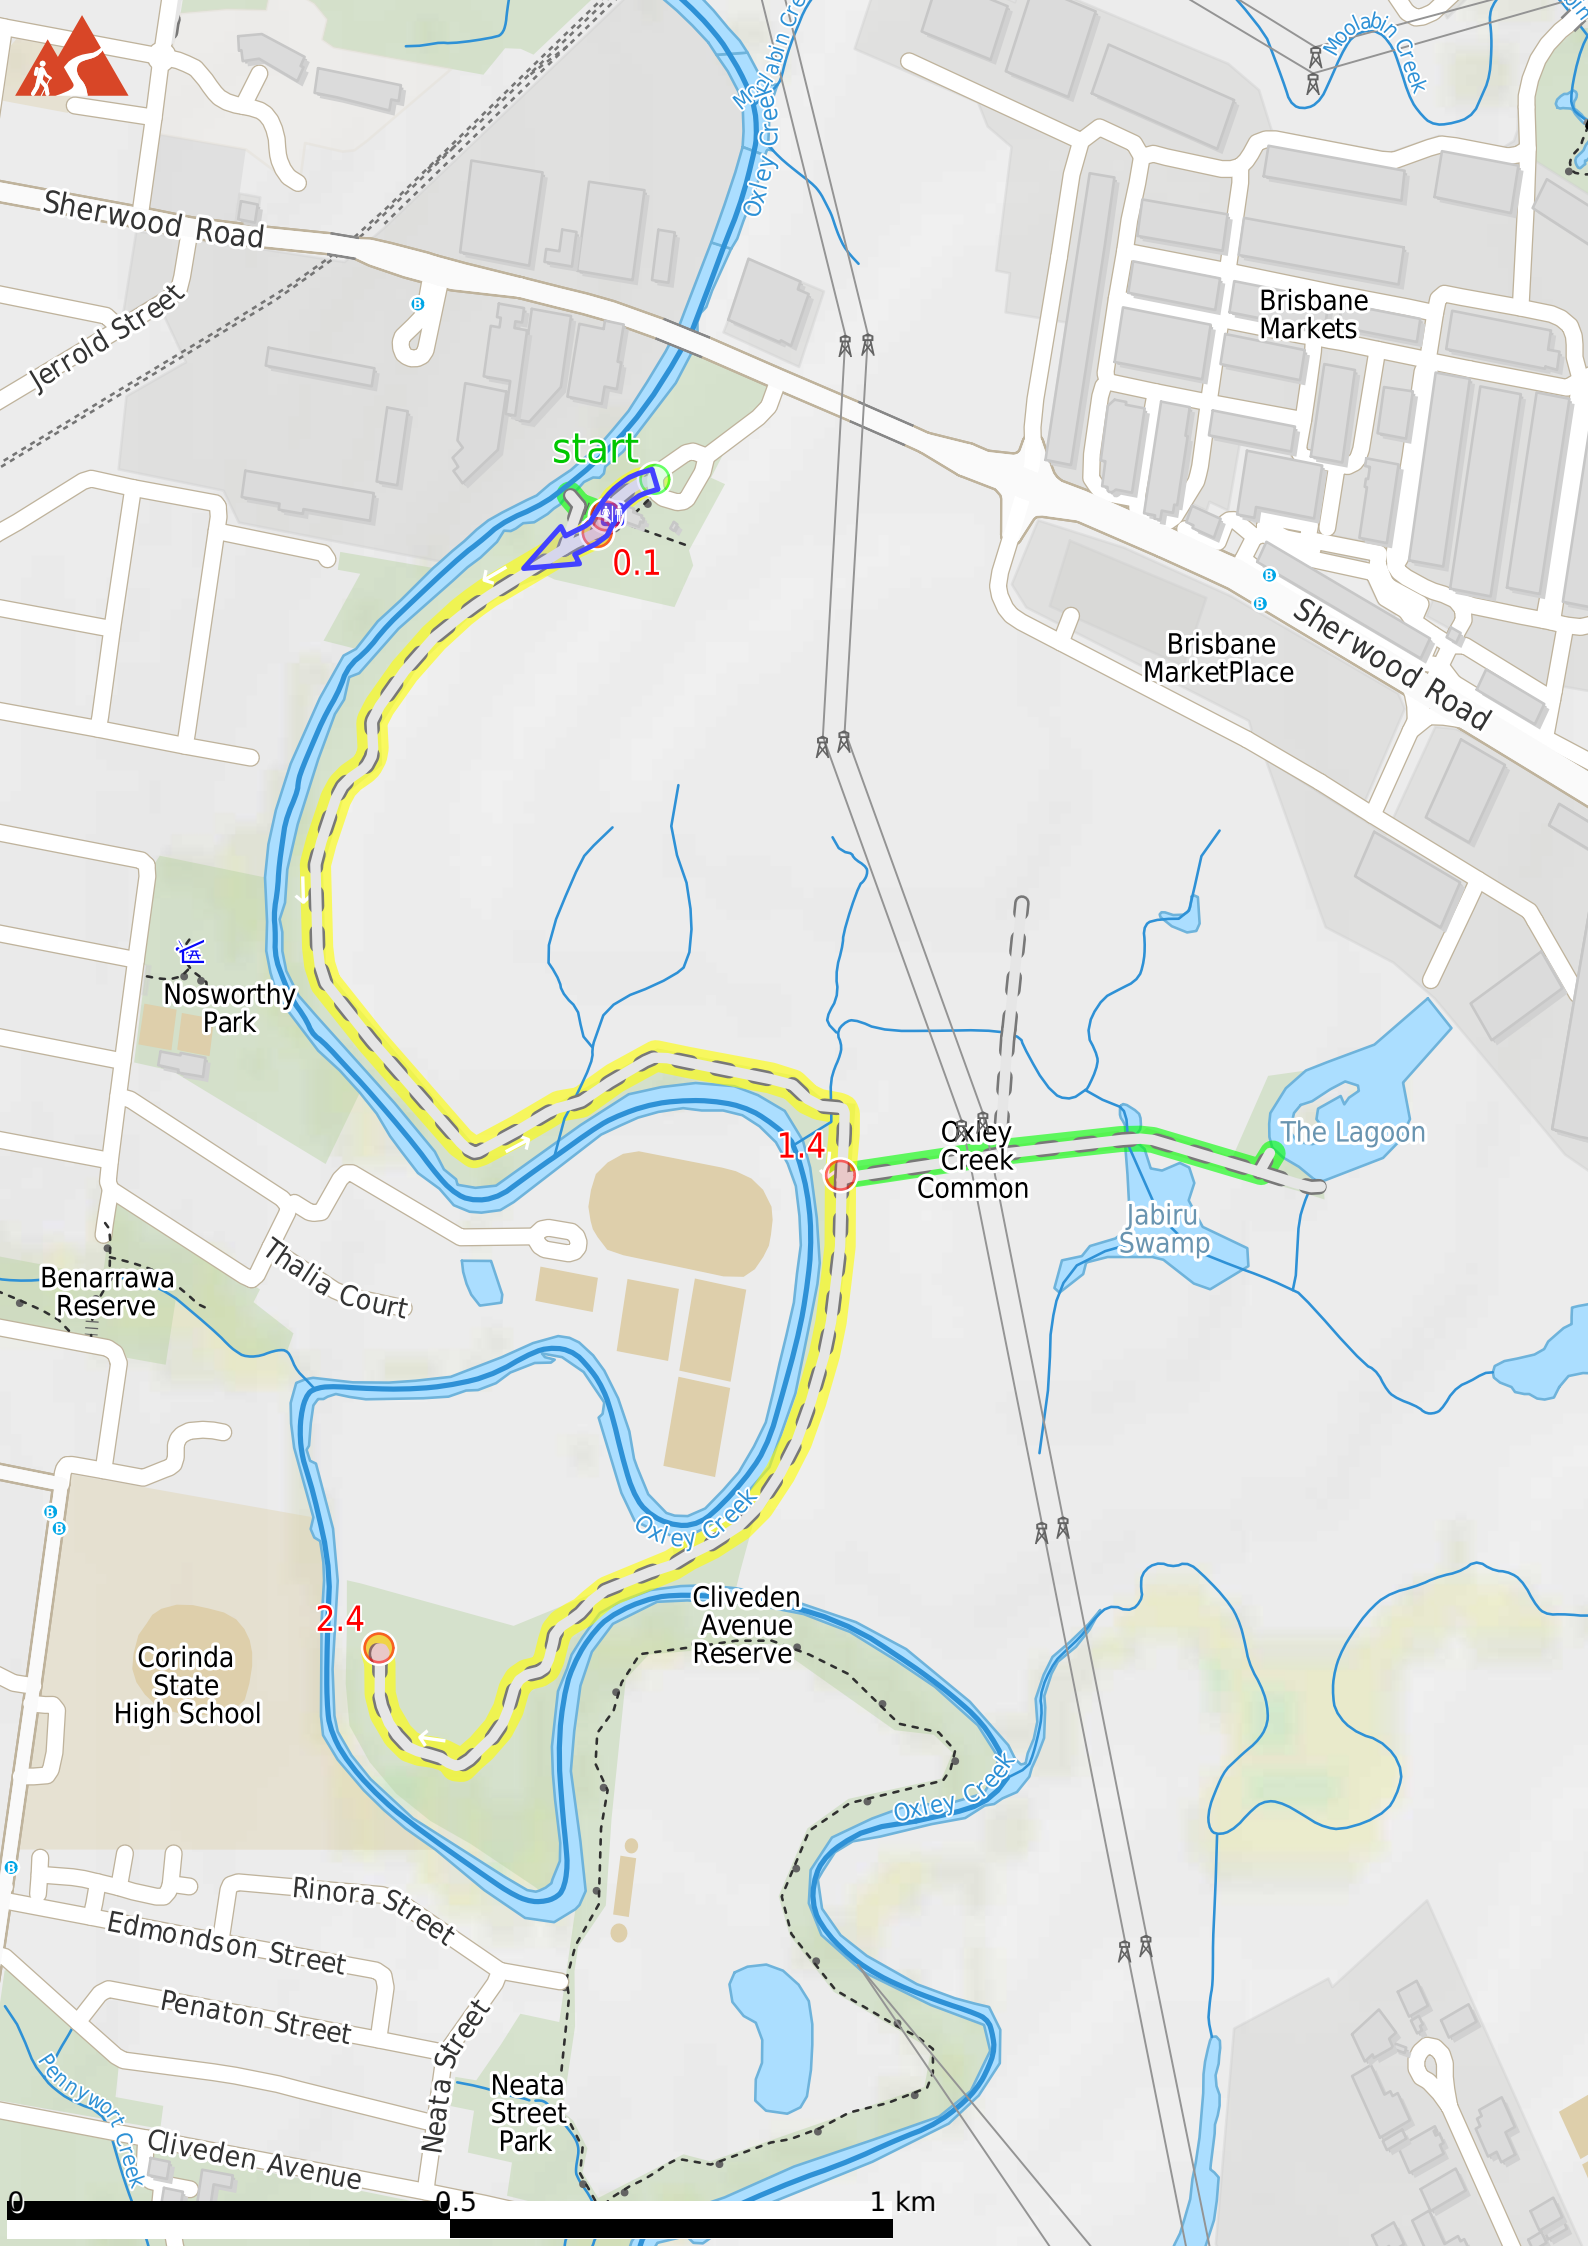 Moolabin Creek
Moolabin Creek
Oxley Creek
Sherwood Road
Jerrold Street
Brisbane
Markets
start
0.1
Brisbane
MarketPlace
Sherwood Road
Nosworthy
Park
1.4
Oxley
Creek
Common
The Lagoon
Jabiru
Swamp
Benarrawa
Reserve
Thalia Court
Oxley Creek
2.4
Cliveden
Avenue
Reserve
Corinda
State
High School
Oxley Creek
Rinora Street
Edmondson Street
Penaton Street
Neata Street
Neata
Street
Park
Pennywort Creek
Cliveden Avenue
0
0.5
1 km
B
B
B
B
B
B